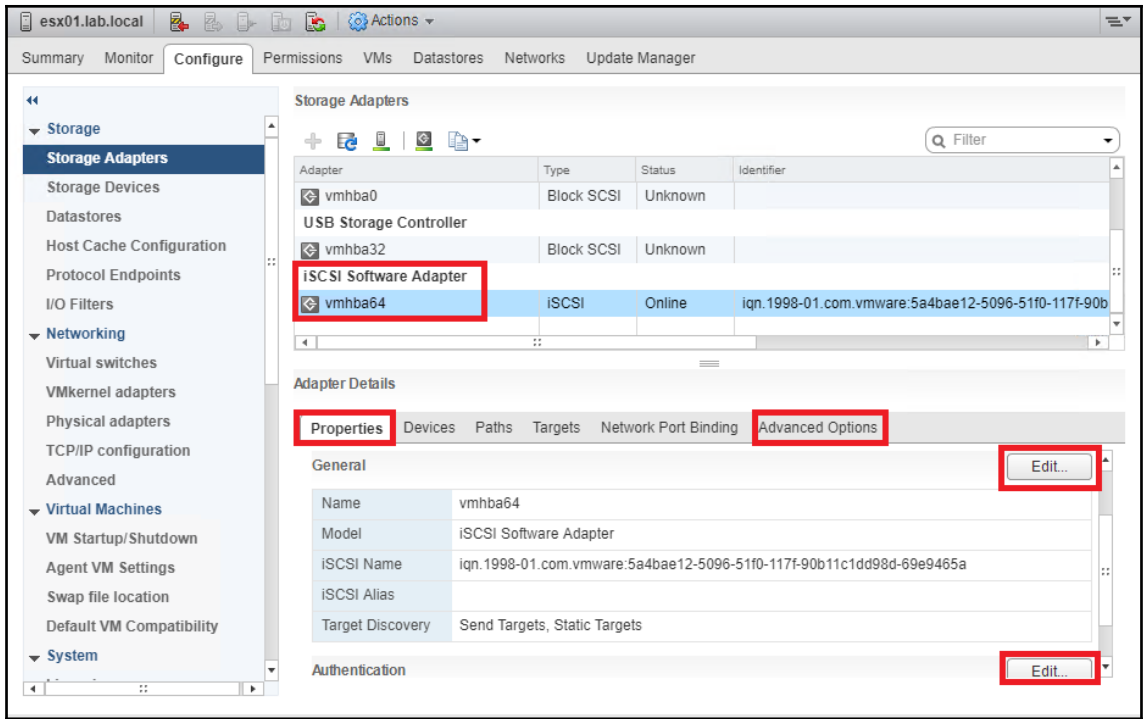 esx01.lab.local Actions
Summary Monitor Configure Permissions VMs Datastores Networks Update Manager
Storage
Storage Adapters
Storage Devices
Datastores
Host Cache Configuration
Protocol Endpoints
I/O Filters
Networking
Virtual switches
VMkernel adapters
Physical adapters
TCP/IP configuration
Advanced
Virtual Machines
VM Startup/Shutdown
Agent VM Settings
Swap file location
Default VM Compatibility
System
Storage Adapters
Filter
Adapter Type Status Identifier
vmhba0 Block SCSI Unknown
USB Storage Controller
vmhba32 Block SCSI Unknown
iSCSI Software Adapter
vmhba64 iSCSI Online iqn.1998-01.com.vmware:5a4bae12-5096-51f0-117f-90b
Adapter Details
Properties Devices Paths Targets Network Port Binding Advanced Options
General Edit...
Name vmhba64
Model iSCSI Software Adapter
iSCSI Name iqn.1998-01.com.vmware:5a4bae12-5096-51f0-117f-90b11c1dd98d-69e9465a
iSCSI Alias
Target Discovery Send Targets, Static Targets
Authentication Edit...